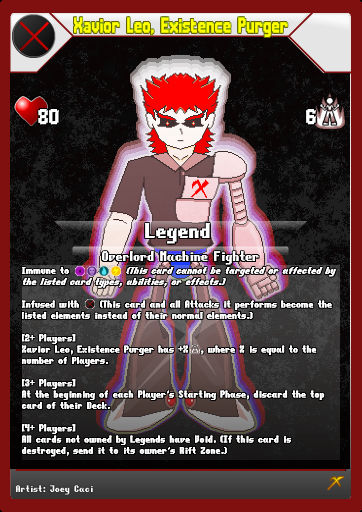 Xavior Leo, Existence Purger
80
6
Legend
Overlord Machine Fighter
Immune to (This card cannot be targeted or affected by
the listed card types, abilities, or effects.)
Infused with (This card and all Attacks it performs become the
listed elements instead of their normal elements.)
[2+ Players]
Xavior Leo, Existence Purger has +X , where X is equal to the
number of Players.
[3+ Players]
At the beginning of each Player's Starting Phase, discard the top
card of their Deck.
[4+ Players]
All cards not owned by Legends have Void. (If this card is
destroyed, send it to its owner's Rift Zone.)
Artist: Joey Caci